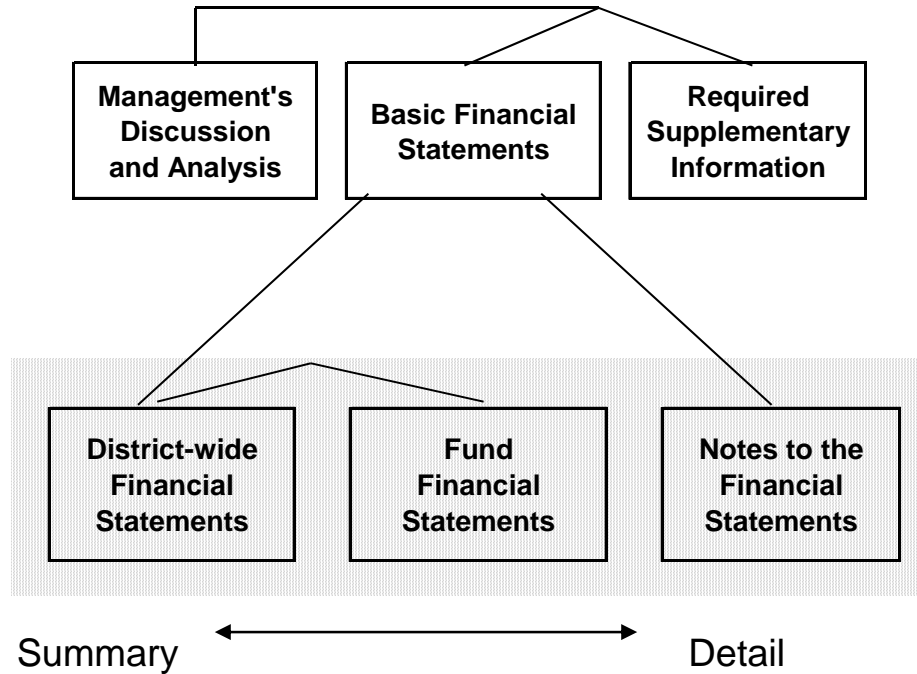 Management's
Discussion
and Analysis
Basic Financial
Statements
Required
Supplementary
Information
District-wide
Financial
Statements
Fund
Financial
Statements
Notes to the
Financial
Statements
Summary
Detail